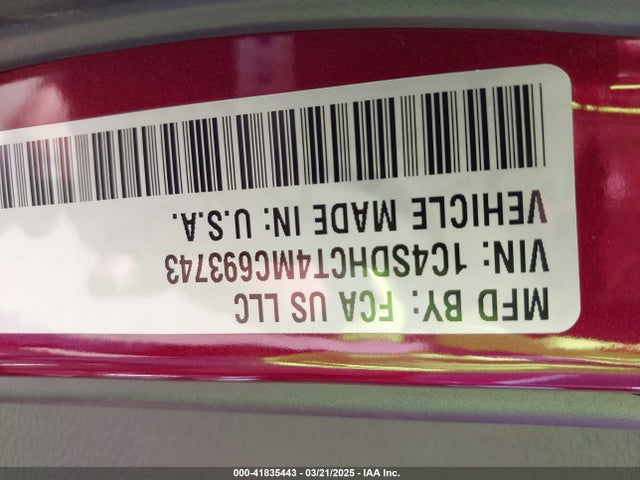 MFD BY: FCA US LLC
VIN: 1C4SDHCT4MC693743
VEHICLE MADE IN: U.S.A.
000-41835443 - 03/21/2025 - IAA Inc.